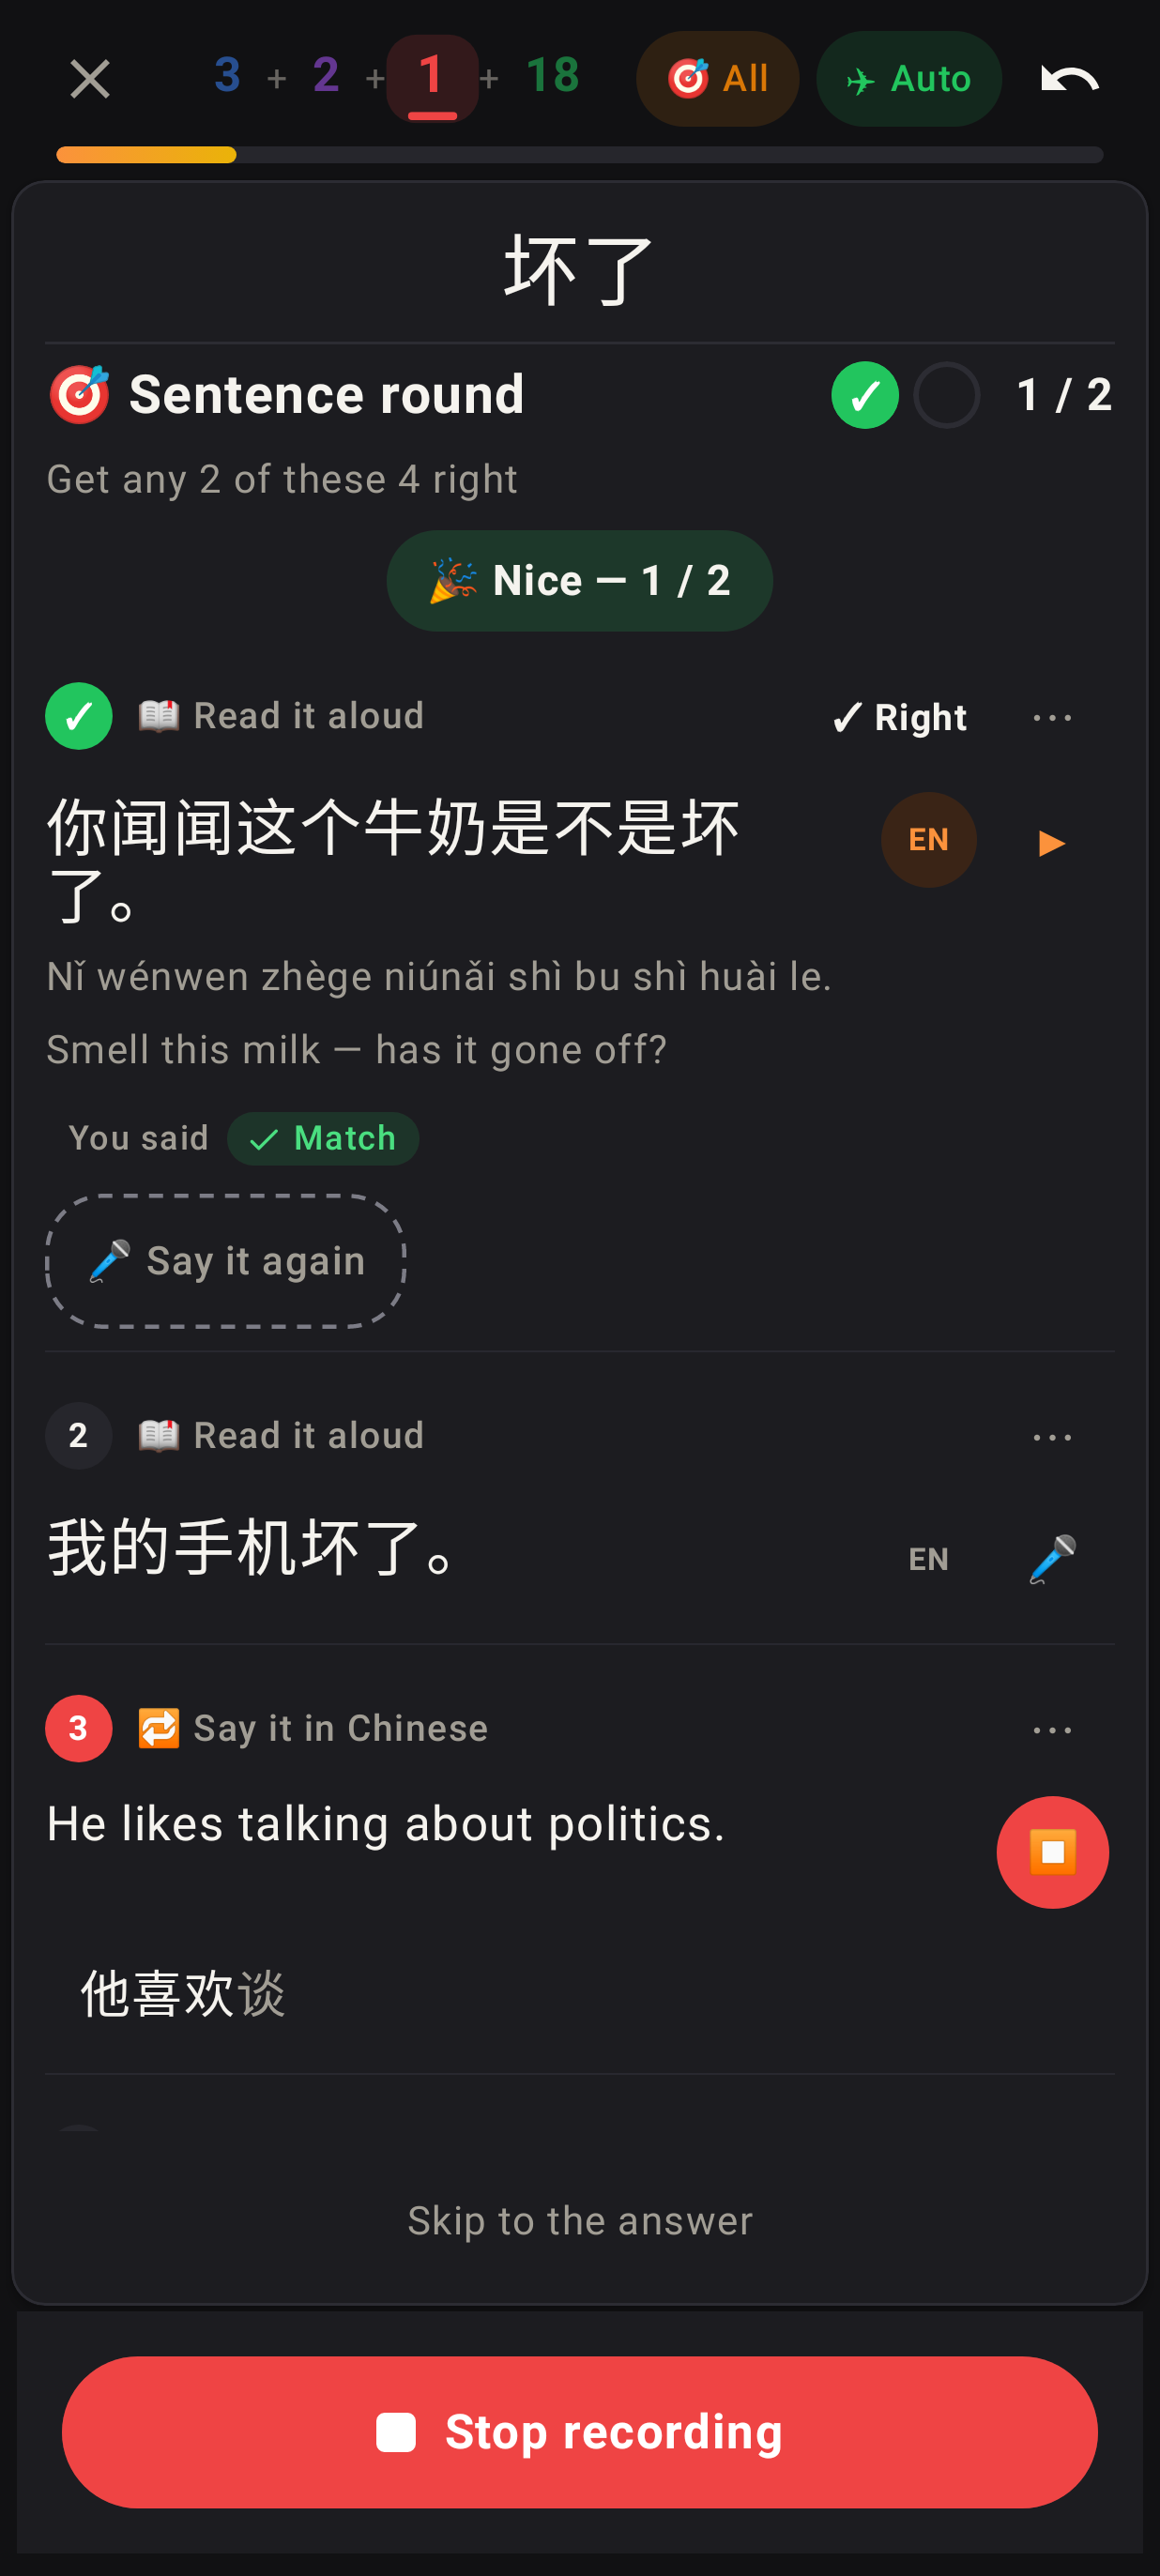 3 + 2 + 1 + 18 All Auto
坏了
Sentence round 1 / 2
Get any 2 of these 4 right
Nice — 1 / 2
Read it aloud ✓ Right ...
你闻闻这个牛奶是不是坏
了。
EN
Nǐ wénwen zhège niúnǎi shì bu shì huài le.
Smell this milk — has it gone off?
You said ✓ Match
Say it again
2 Read it aloud ...
我的手机坏了。 EN
3 Say it in Chinese ...
He likes talking about politics.
他喜欢谈
Skip to the answer
Stop recording